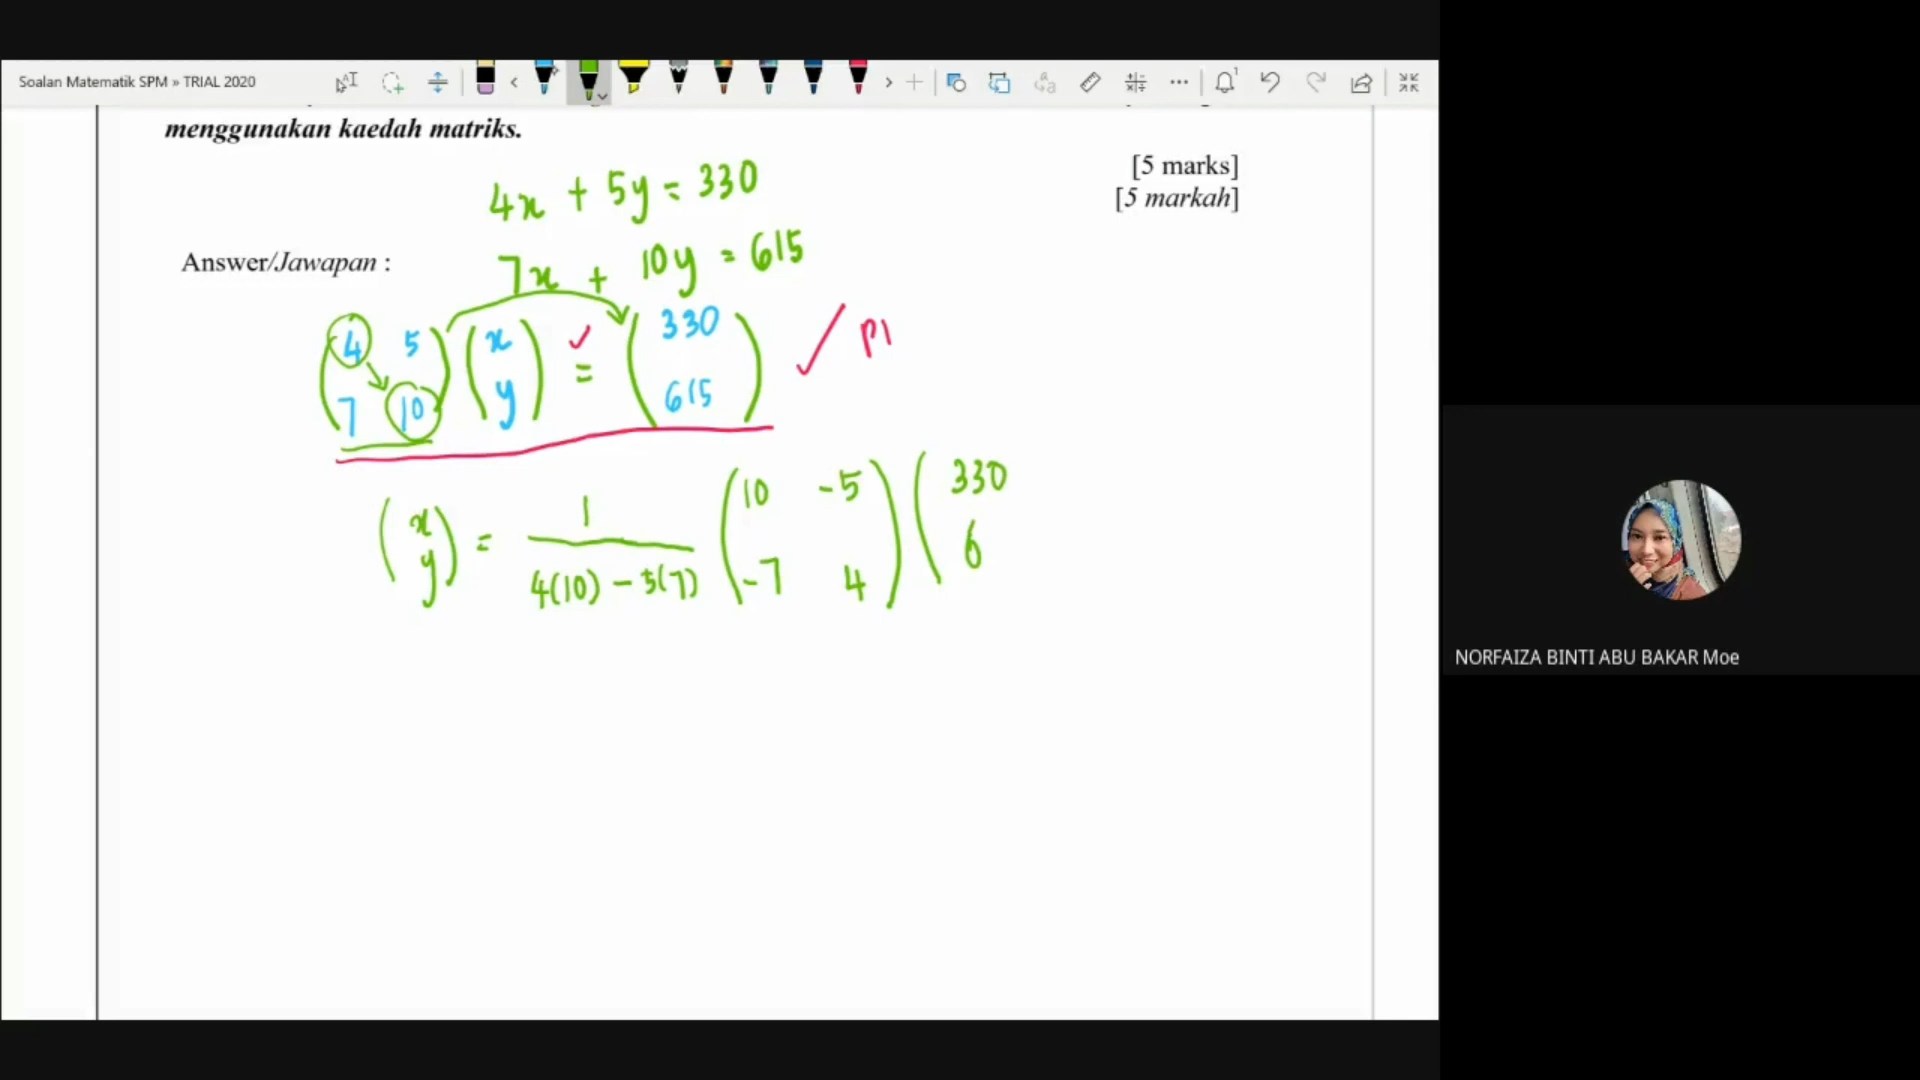 Soalan Matematik SPM » TRIAL 2020
menggunakan kaedah matriks.
[5 marks]
[5 markah]
4x + 5y = 330
Answer/Jawapan :
7x + 10y = 615
(4 5) (x) = (330) ✓ P1
(7 10) (y) (615)
(x) = 1 (10 -5) (330
(y) 4(10) - 5(7) (-7 4) (6
NORFAIZA BINTI ABU BAKAR Moe